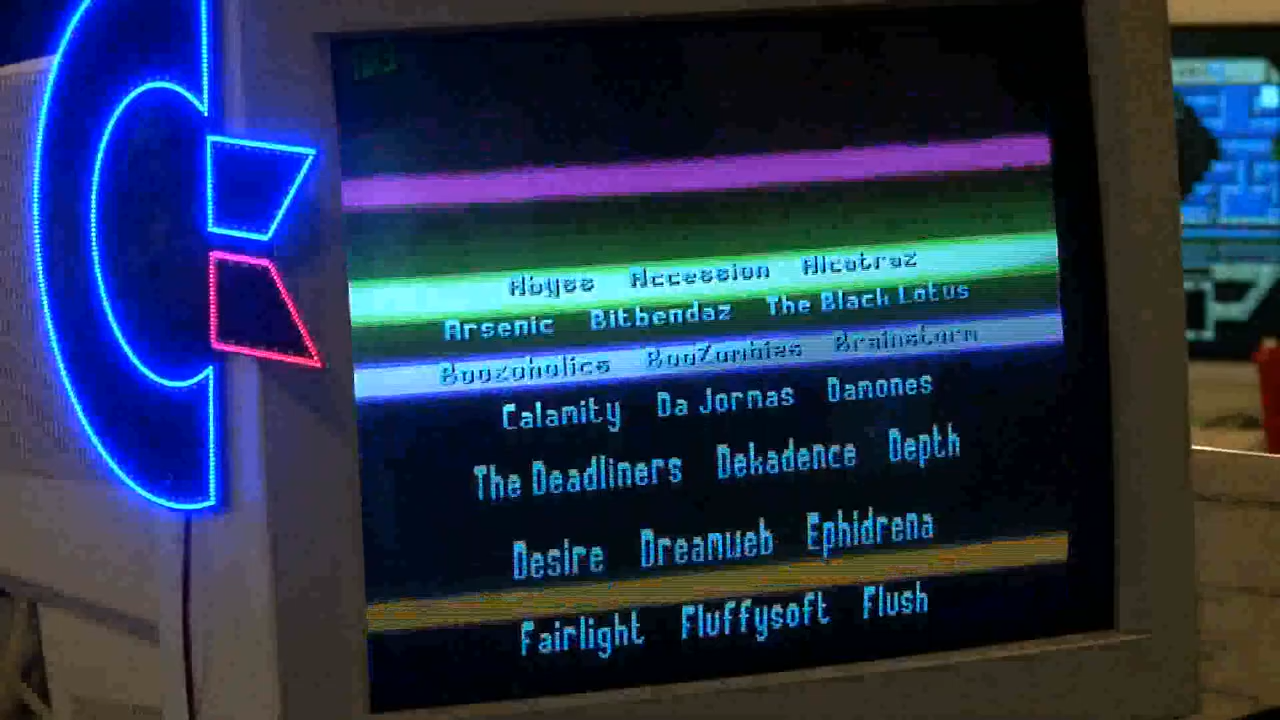 Abyss Accession Alcatraz
Arsenic Bitbendaz The Black Lotus
Boozoholics BooZombies Brainstorm
Calamity Da Jormas Damones
The Deadliners Dekadence Depth
Desire Dreamweb Ephidrena
Fairlight Fluffysoft Flush